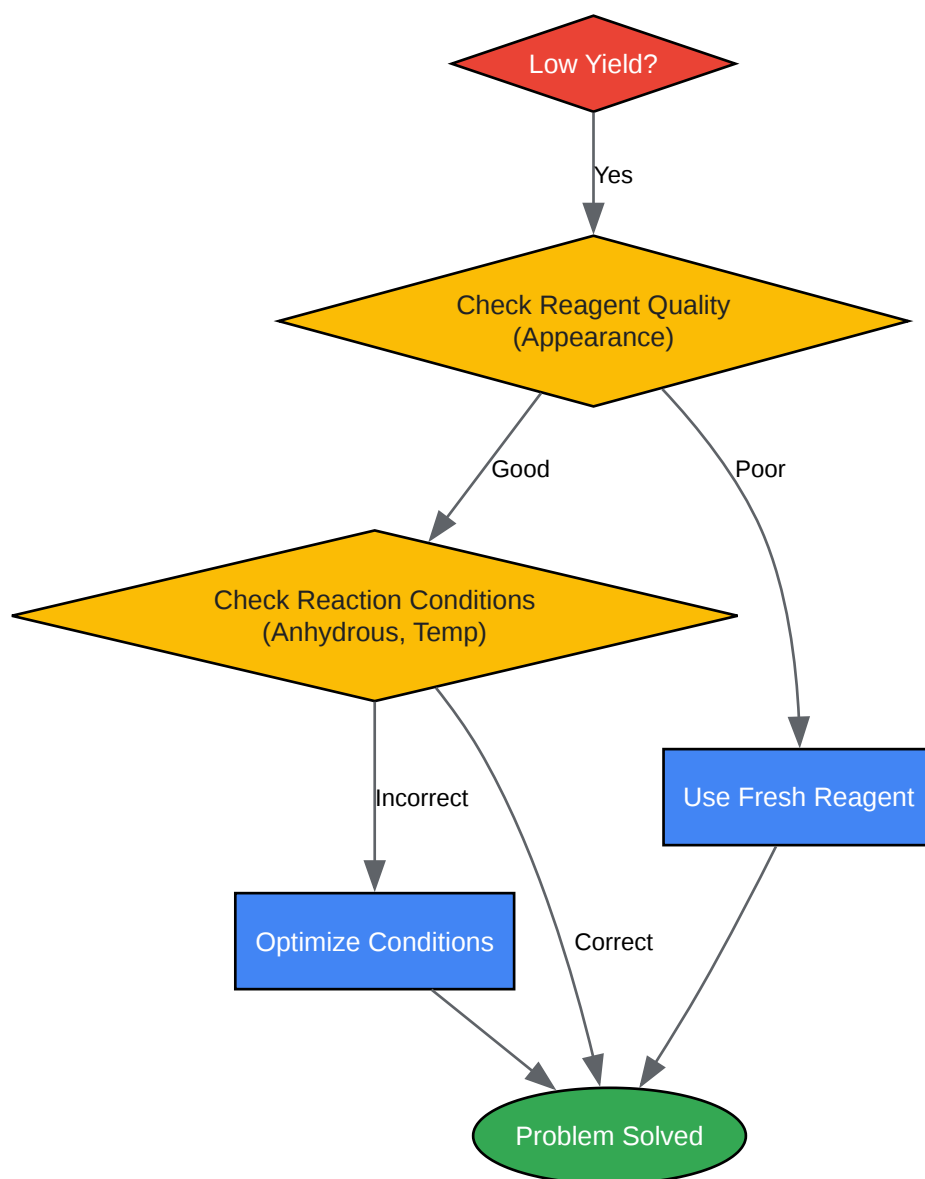 Low Yield?
Yes
Check Reagent Quality
(Appearance)
Good
Poor
Check Reaction Conditions
(Anhydrous, Temp)
Use Fresh Reagent
Incorrect
Optimize Conditions
Correct
Problem Solved